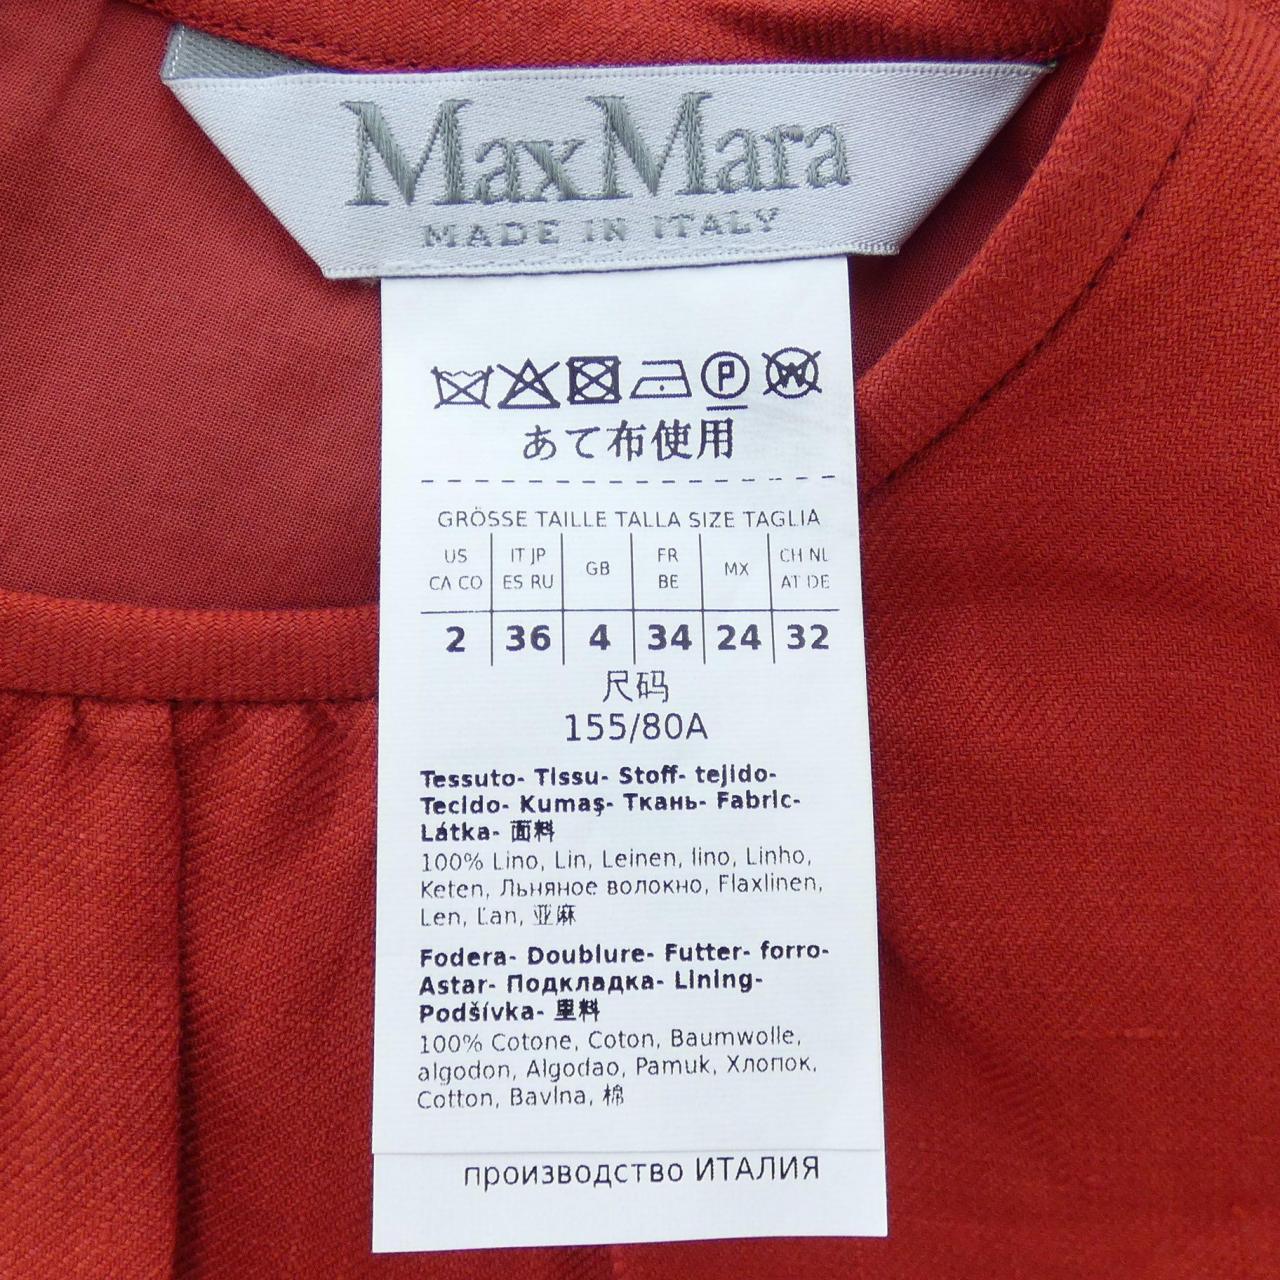 MaxMara
MADE IN ITALY
P W
あて布使用
GRÖSSE TAILLE TALLA SIZE TAGLIA
US IT JP GB FR MX CH NL
CA CO ES RU BE AT DE
2 36 4 34 24 32
尺码
155/80A
Tessuto- Tissu- Stoff- tejido-
Tecido- Kumaş- Ткань- Fabric-
Látka- 面料
100% Lino, Lin, Leinen, lino, Linho,
Keten, Льняное волокно, Flaxlinen,
Len, Ľan, 亚麻
Fodera- Doublure- Futter- forro-
Astar- Подкладка- Lining-
Podšívka- 里料
100% Cotone, Coton, Baumwolle,
algodon, Algodao, Pamuk, Хлопок,
Cotton, Bavlna, 棉
производство ИТАЛИЯ